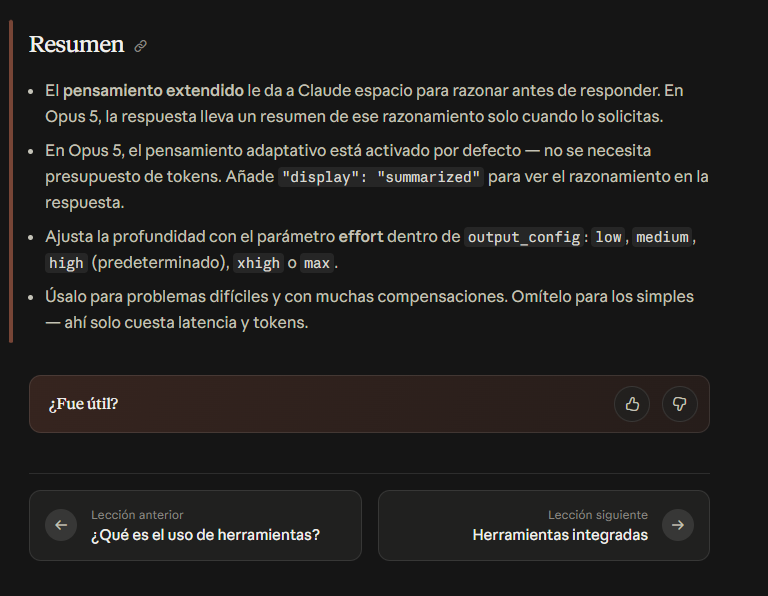 Resumen
El pensamiento extendido le da a Claude espacio para razonar antes de responder. En
Opus 5, la respuesta lleva un resumen de ese razonamiento solo cuando lo solicitas.
En Opus 5, el pensamiento adaptativo está activado por defecto — no se necesita
presupuesto de tokens. Añade "display": "summarized" para ver el razonamiento en la
respuesta.
Ajusta la profundidad con el parámetro effort dentro de output_config: low, medium,
high (predeterminado), xhigh o max.
Úsalo para problemas difíciles y con muchas compensaciones. Omítelo para los simples
— ahí solo cuesta latencia y tokens.
¿Fue útil?
Lección anterior
¿Qué es el uso de herramientas?
Lección siguiente
Herramientas integradas